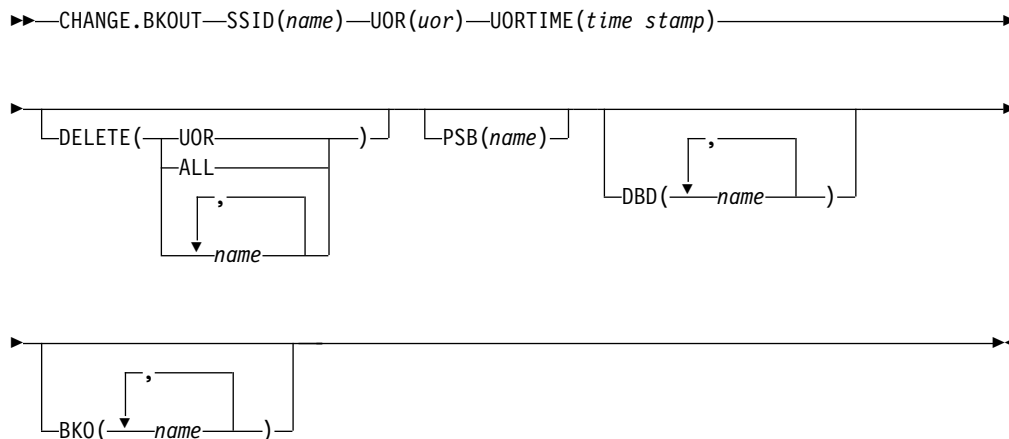 CHANGE.BKOUT SSID(name) UOR(uor) UORTIME(time stamp)
DELETE( UOR ) PSB(name) ,
ALL DBD( name )
,
name
,
BKO( name )